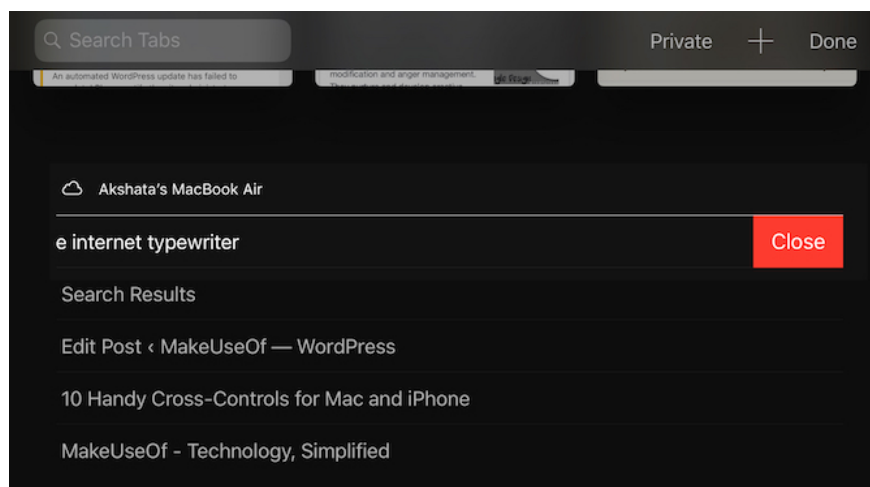 Search Tabs
Private
Done
An automated WordPress update has failed to
modification and anger management.
Akshata's MacBook Air
e internet typewriter
Close
Search Results
Edit Post ‹ MakeUseOf — WordPress
10 Handy Cross-Controls for Mac and iPhone
MakeUseOf - Technology, Simplified